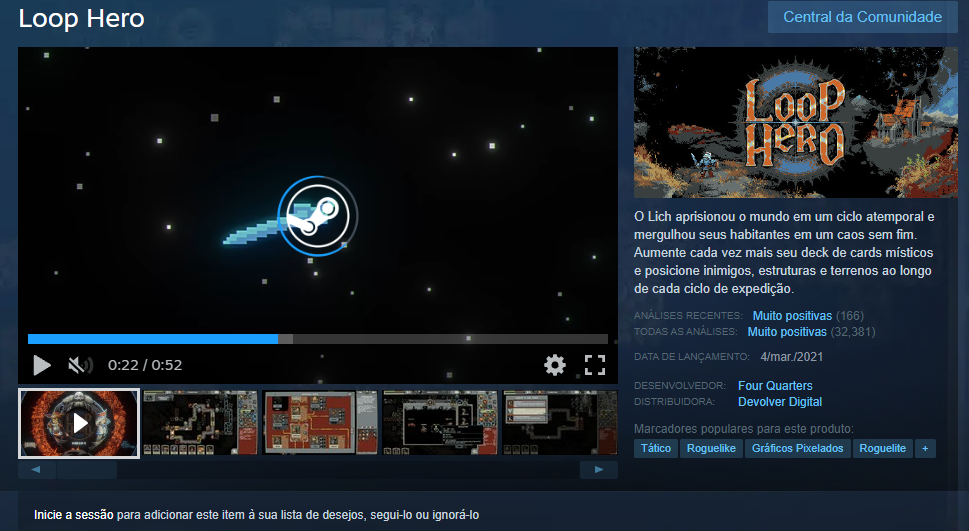 Loop Hero
Central da Comunidade
LOOP
HERO
O Lich aprisionou o mundo em um ciclo atemporal e
mergulhou seus habitantes em um caos sem fim.
Aumente cada vez mais seu deck de cards místicos
e posicione inimigos, estruturas e terrenos ao longo
de cada ciclo de expedição.
ANÁLISES RECENTES: Muito positivas (166)
TODAS AS ANÁLISES: Muito positivas (32,381)
DATA DE LANÇAMENTO: 4/mar./2021
DESENVOLVEDOR: Four Quarters
DISTRIBUIDORA: Devolver Digital
Marcadores populares para este produto:
Tático Roguelike Gráficos Pixelados Roguelite +
0:22 / 0:52
Inicie a sessão para adicionar este item à sua lista de desejos, segui-lo ou ignorá-lo